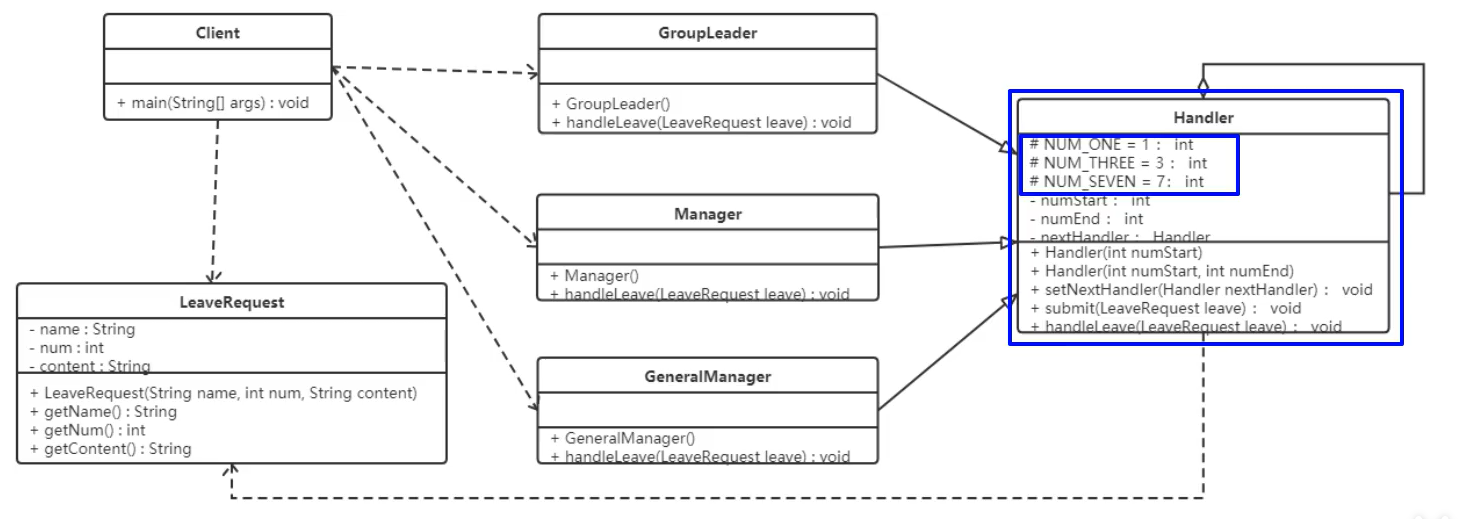 Client
+ main(String[] args) : void
GroupLeader
+ GroupLeader()
+ handleLeave(LeaveRequest leave) : void
Manager
+ Manager()
+ handleLeave(LeaveRequest leave) : void
GeneralManager
+ GeneralManager()
+ handleLeave(LeaveRequest leave) : void
Handler
# NUM_ONE = 1 : int
# NUM_THREE = 3 : int
# NUM_SEVEN = 7: int
- numStart : int
- numEnd : int
- nextHandler : Handler
+ Handler(int numStart)
+ Handler(int numStart, int numEnd)
+ setNextHandler(Handler nextHandler) : void
+ submit(LeaveRequest leave) : void
+ handleLeave(LeaveRequest leave) : void
LeaveRequest
- name : String
- num : int
- content : String
+ LeaveRequest(String name, int num, String content)
+ getName() : String
+ getNum() : int
+ getContent() : String